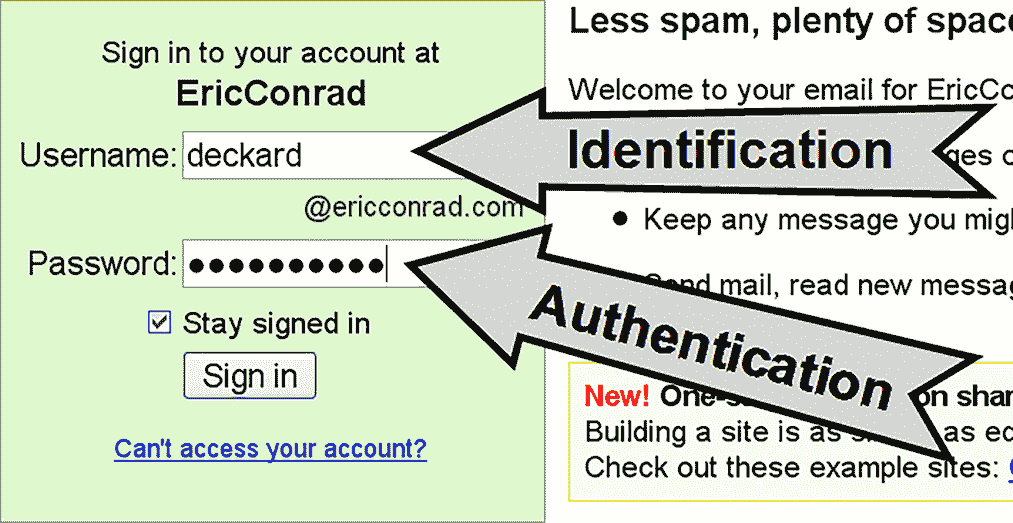 Sign in to your account at
EricConrad
Username: deckard
@ericconrad.com
Password: ●●●●●●●●●●
Stay signed in
Sign in
Can't access your account?
Identification
Authentication
Less spam, plenty of space
Welcome to your email for EricCo
● Keep any message you migh
mail, read new messag
New!
Building a site is as as ed
Check out these example sites: